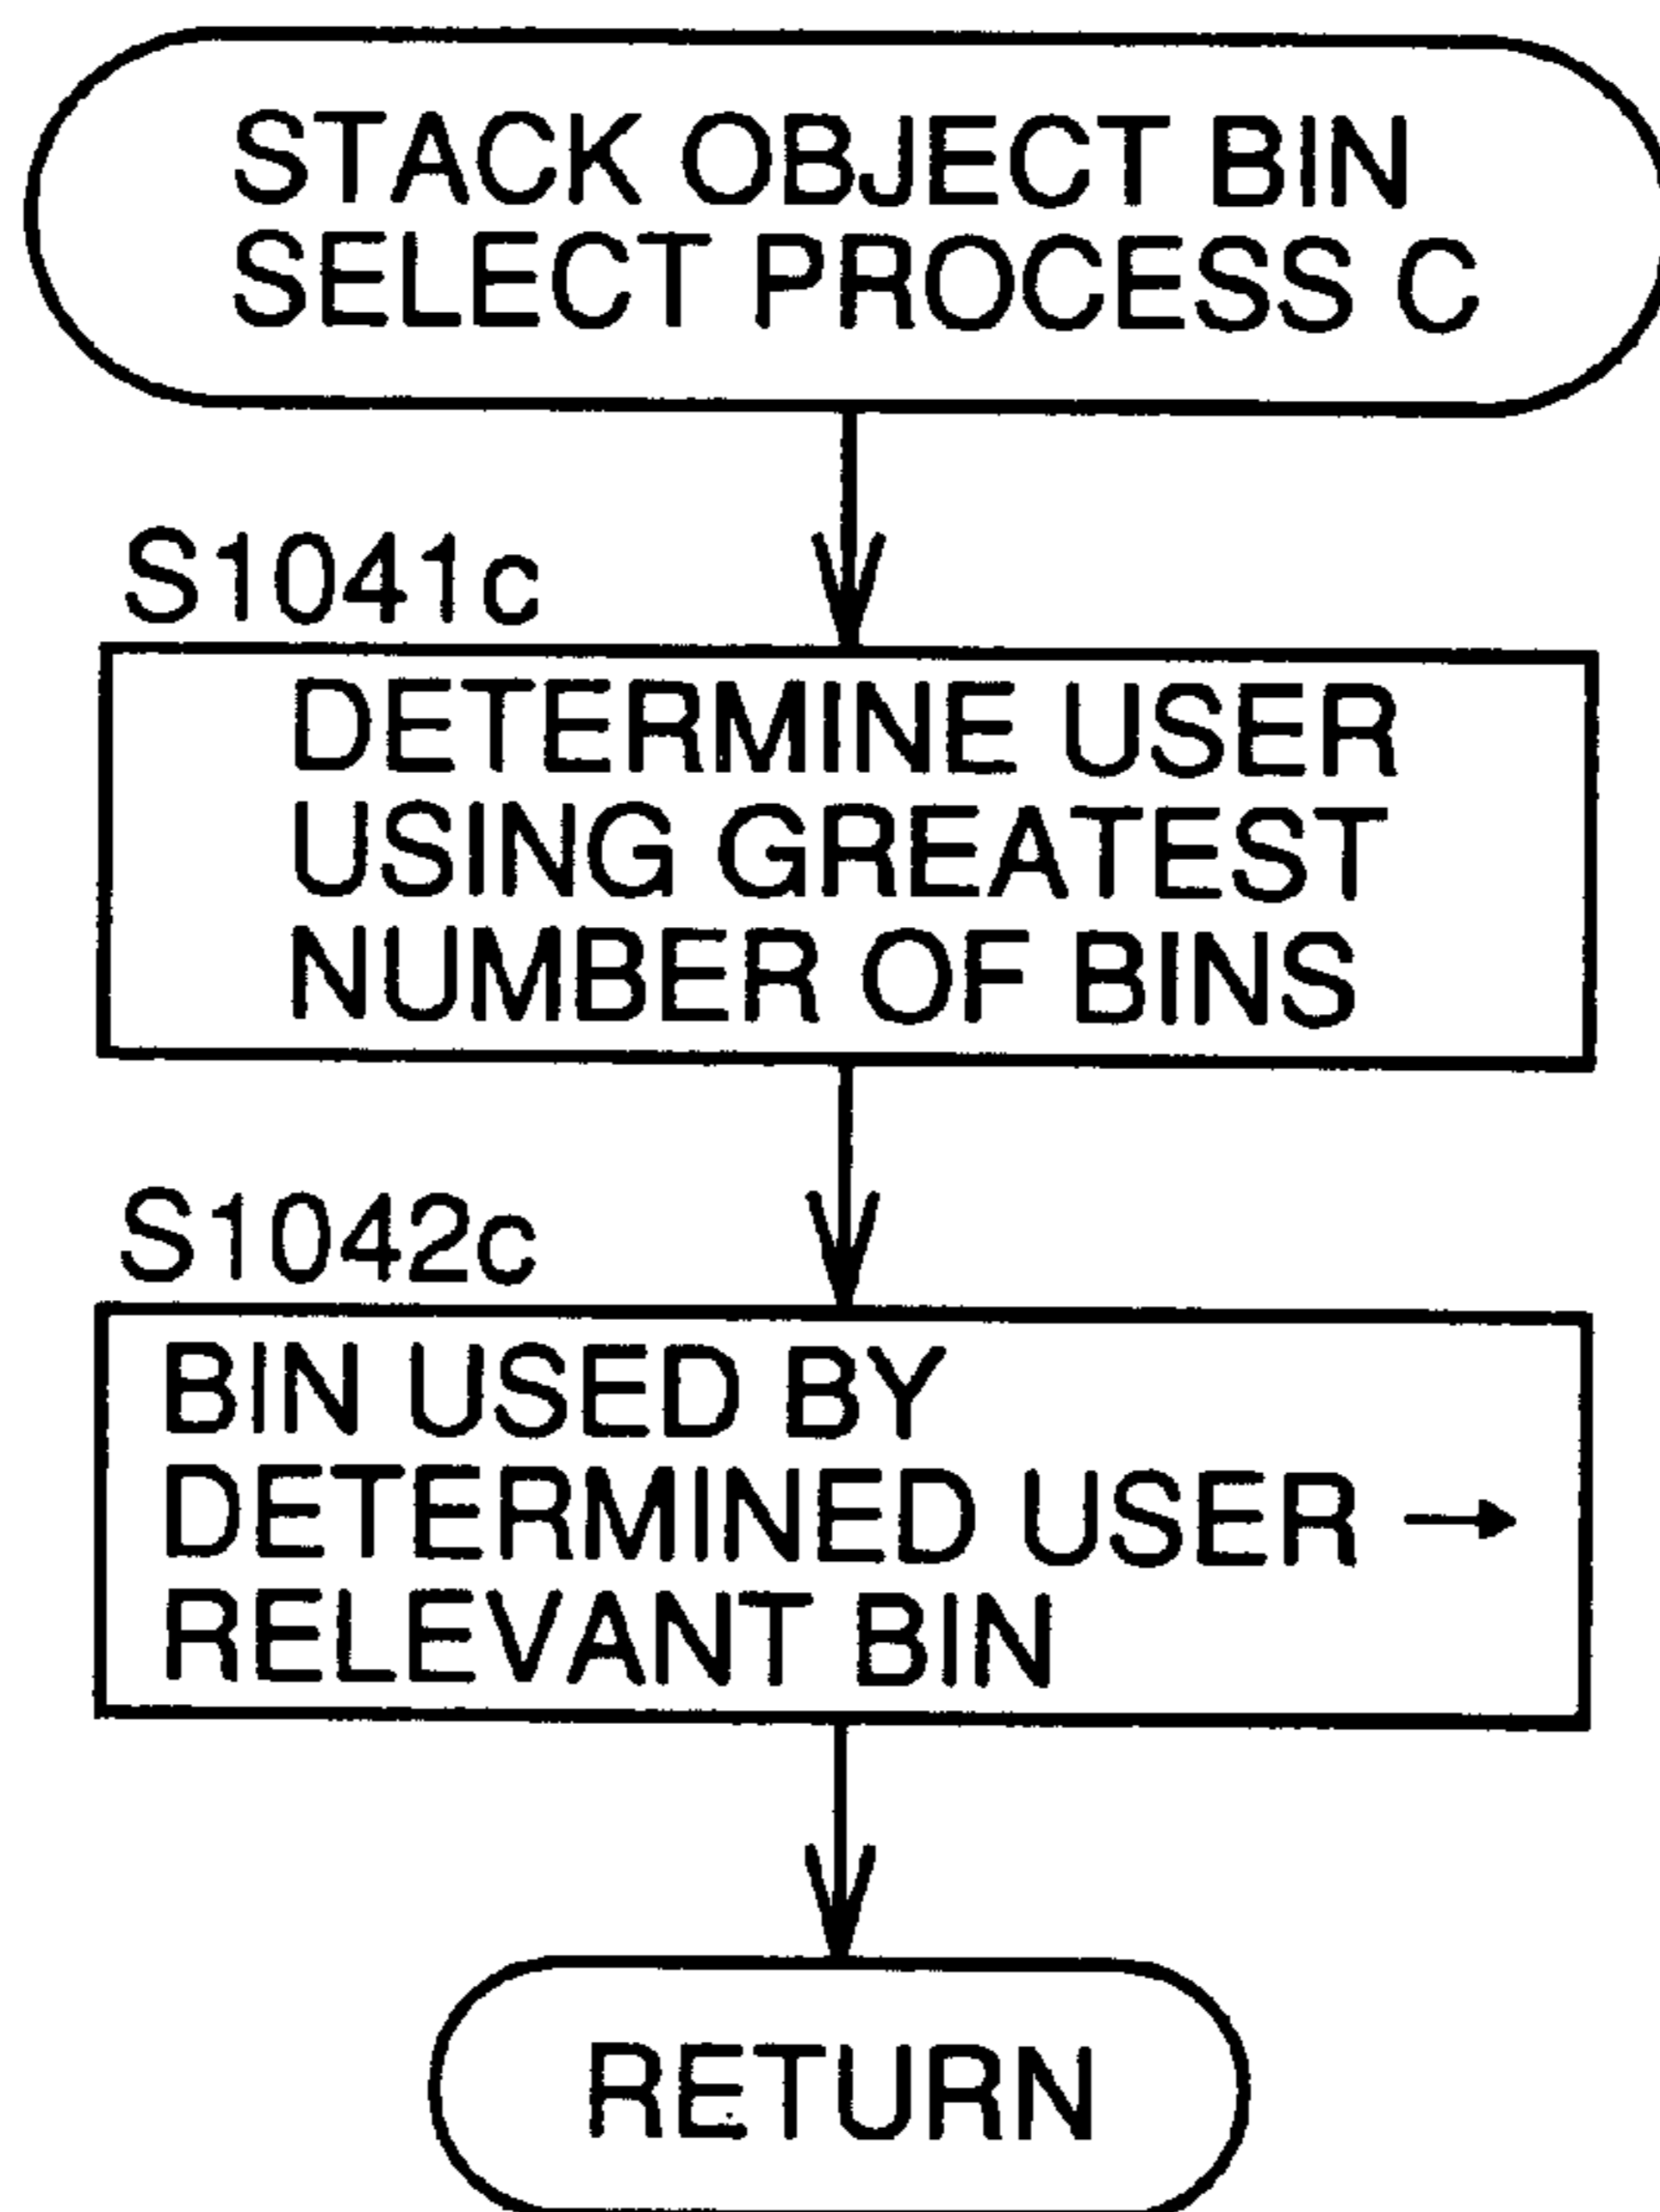 STACK OBJECT BIN
SELECT PROCESS C
S1041c
DETERMINE USER
USING GREATEST
NUMBER OF BINS
S1042c
BIN USED BY
DETERMINED USER →
RELEVANT BIN
RETURN